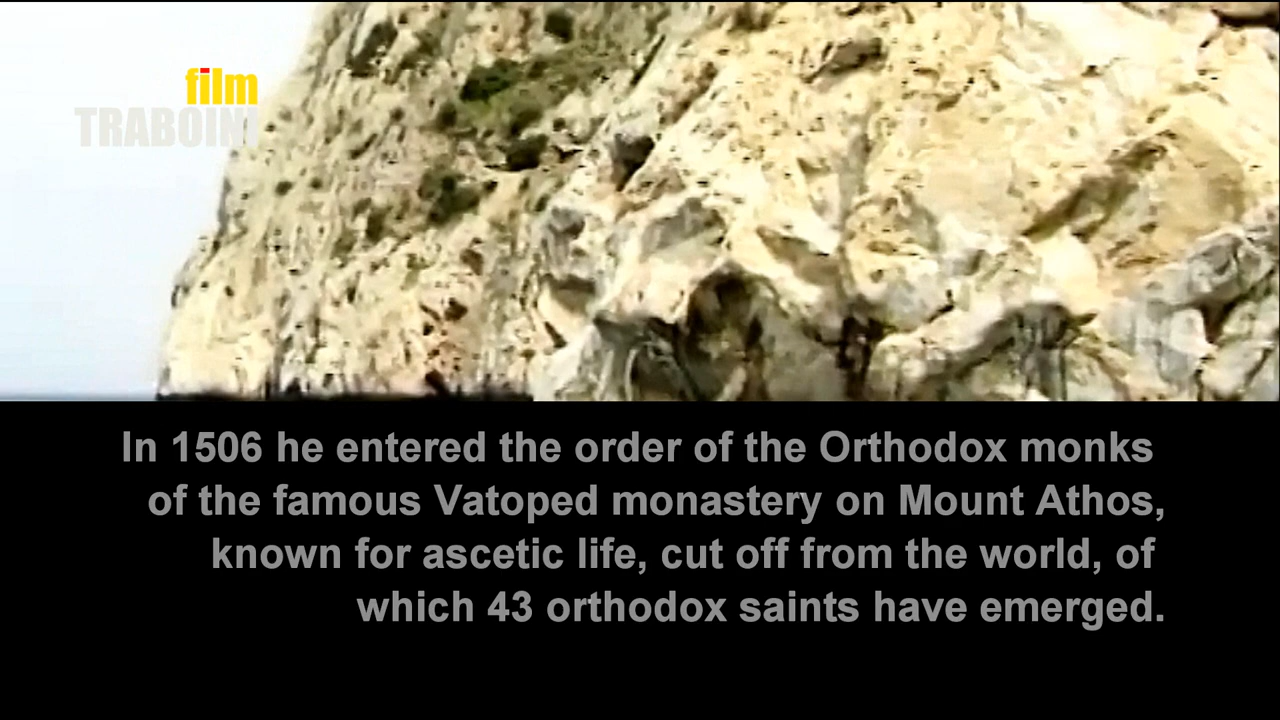 film
TRABOINI
In 1506 he entered the order of the Orthodox monks
of the famous Vatoped monastery on Mount Athos,
known for ascetic life, cut off from the world, of
which 43 orthodox saints have emerged.